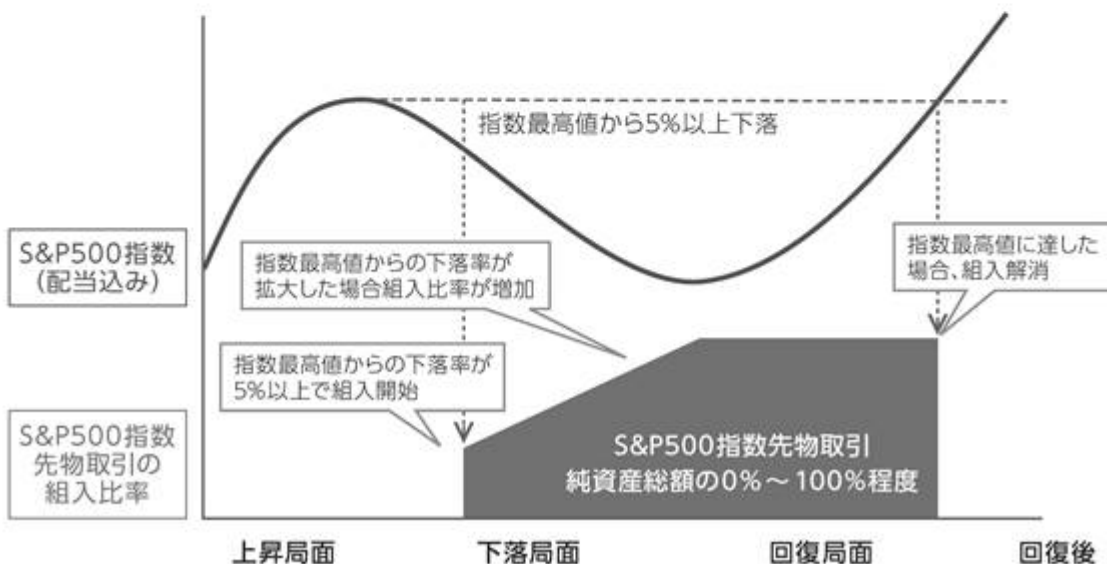 指数最高値から5%以上下落
S&P500指数
(配当込み)
指数最高値からの下落率が
拡大した場合組入比率が増加
指数最高値に達した
場合、組入解消
指数最高値からの下落率が
5%以上で組入開始
S&P500指数
先物取引の
組入比率
S&P500指数先物取引
純資産総額の0%～100%程度
上昇局面
下落局面
回復局面
回復後